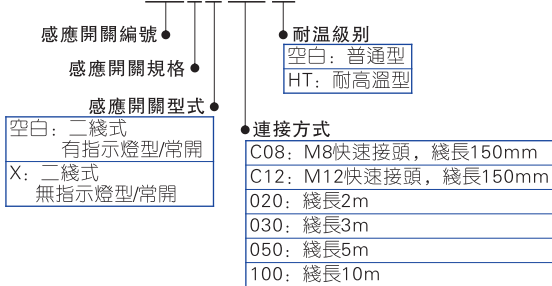 感應開關編號
耐温級别
空白：普通型
HT：耐高溫型
感應開關規格
感應開關型式
空白：二綫式
有指示燈型/常開
X：二綫式
無指示燈型/常開
連接方式
C08：M8快速接頭，綫長150mm
C12：M12快速接頭，綫長150mm
020：綫長2m
030：綫長3m
050：綫長5m
100：綫長10m